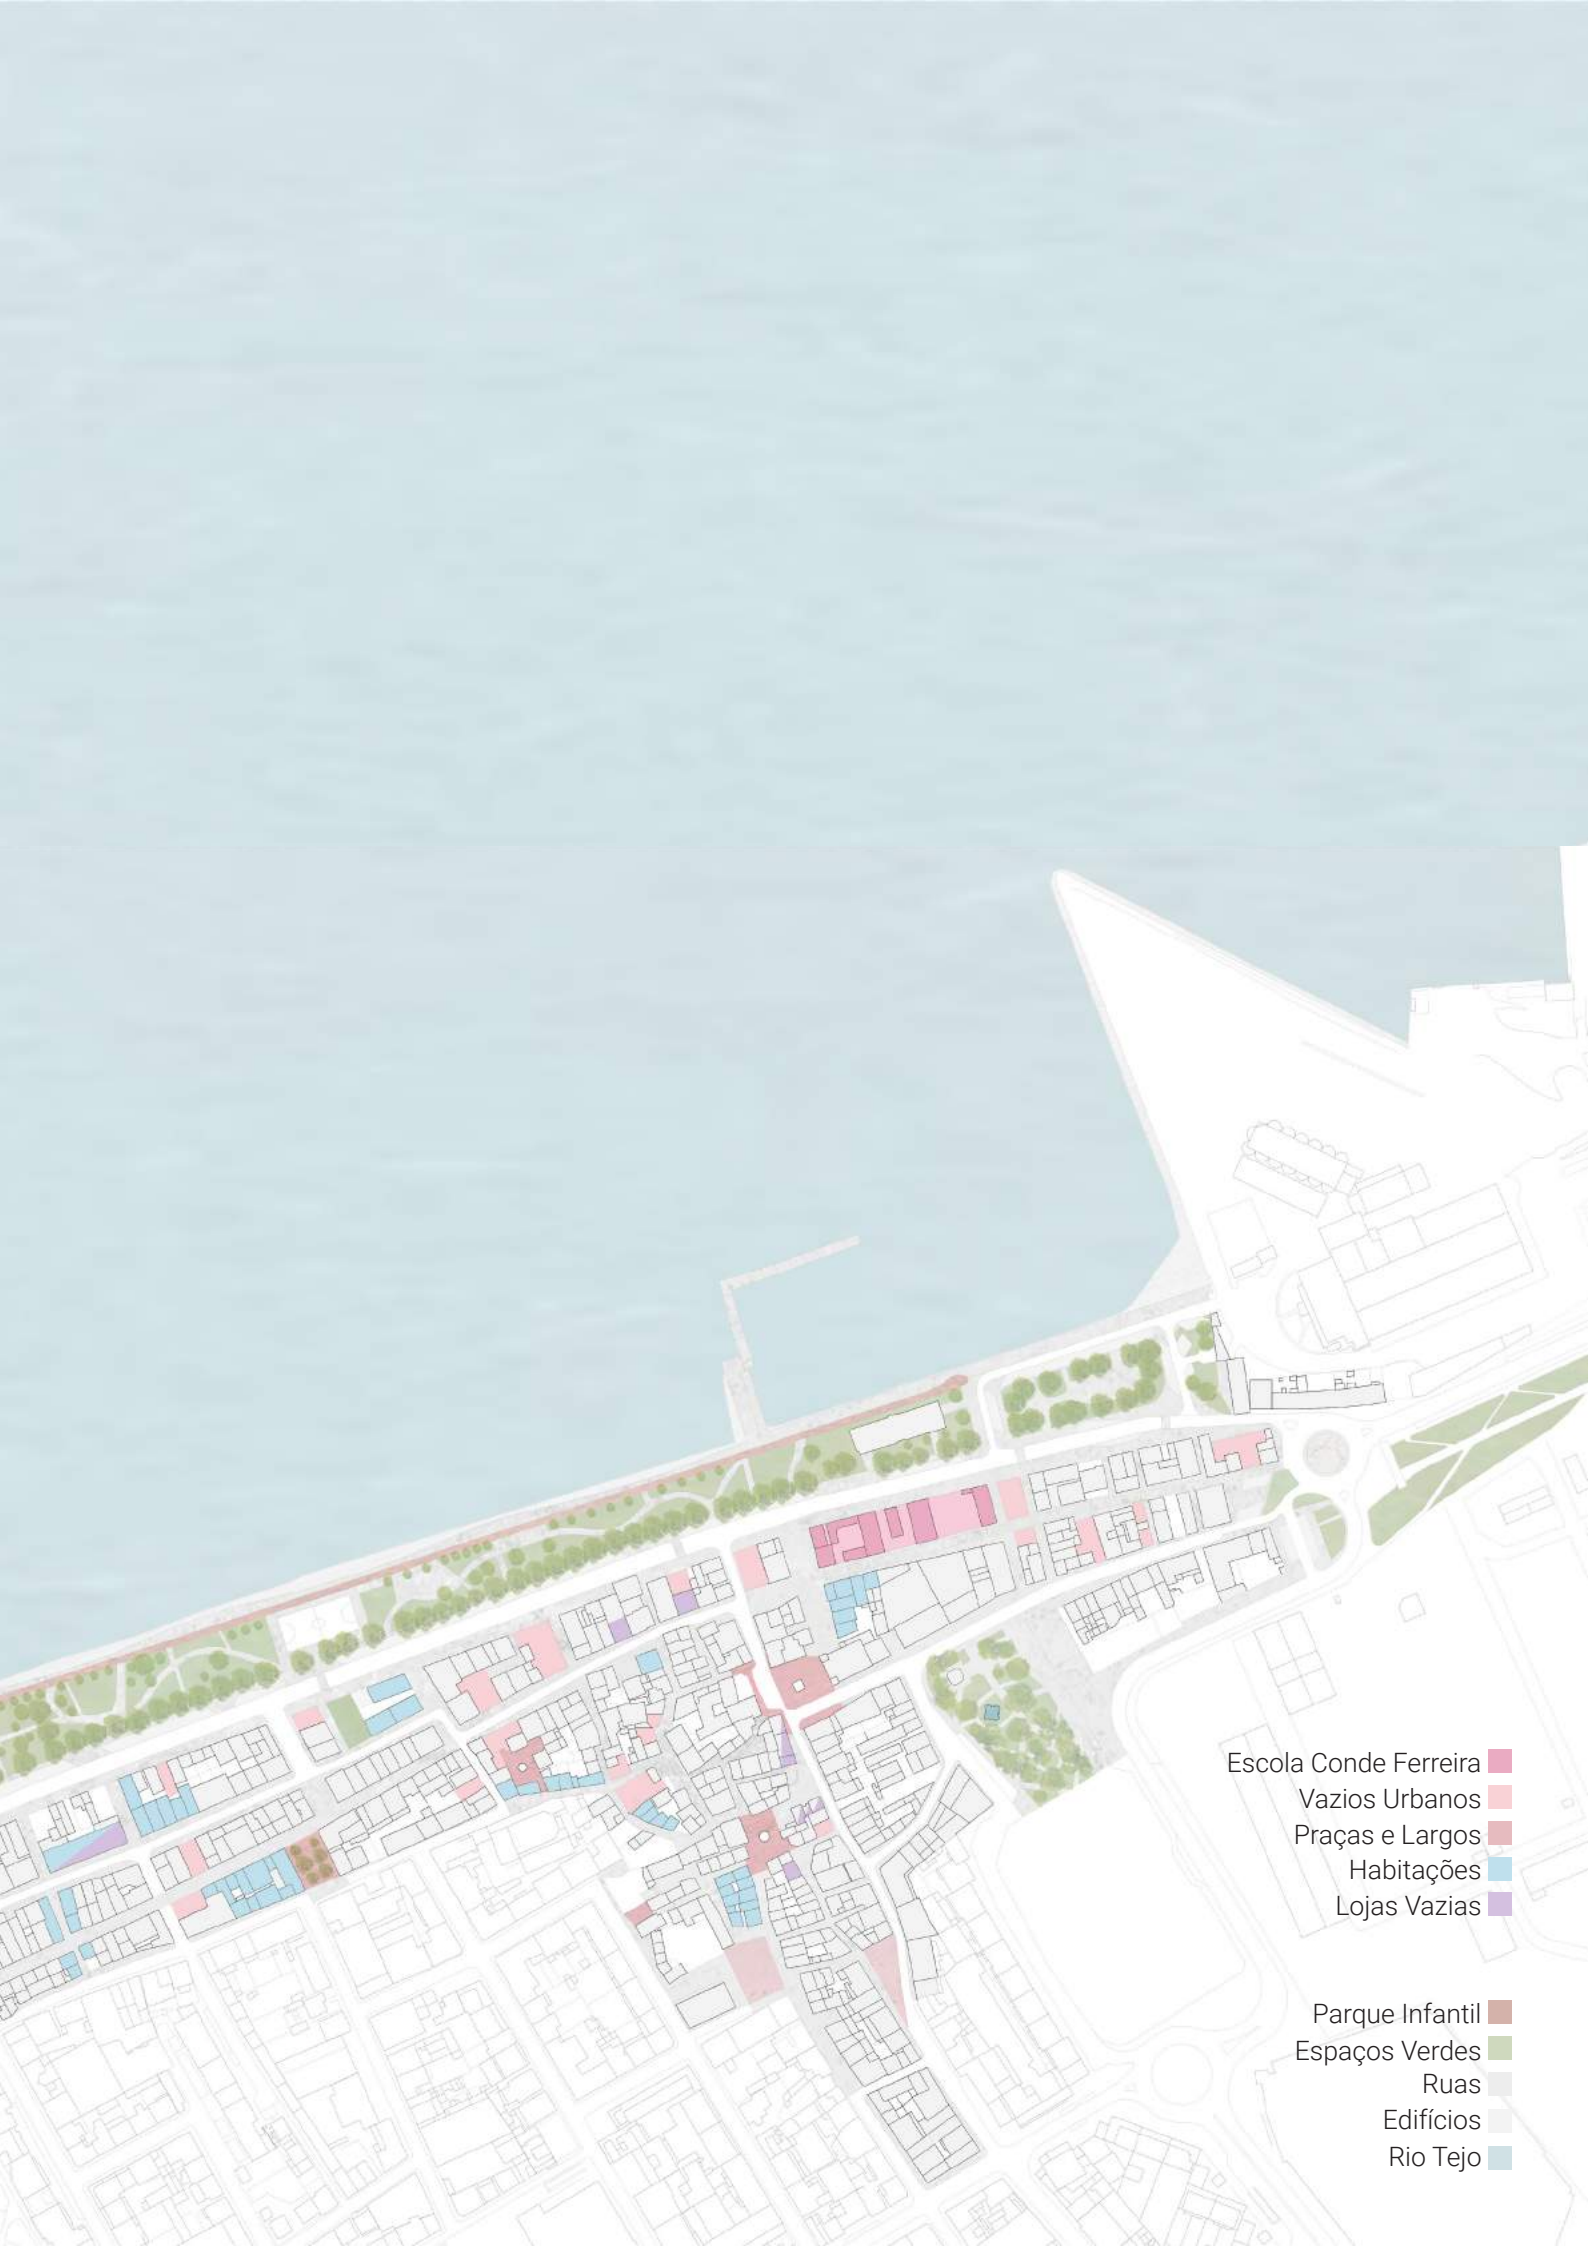 Escola Conde Ferreira
Vazios Urbanos
Praças e Largos
Habitações
Lojas Vazias
Parque Infantil
Espaços Verdes
Ruas
Edifícios
Rio Tejo